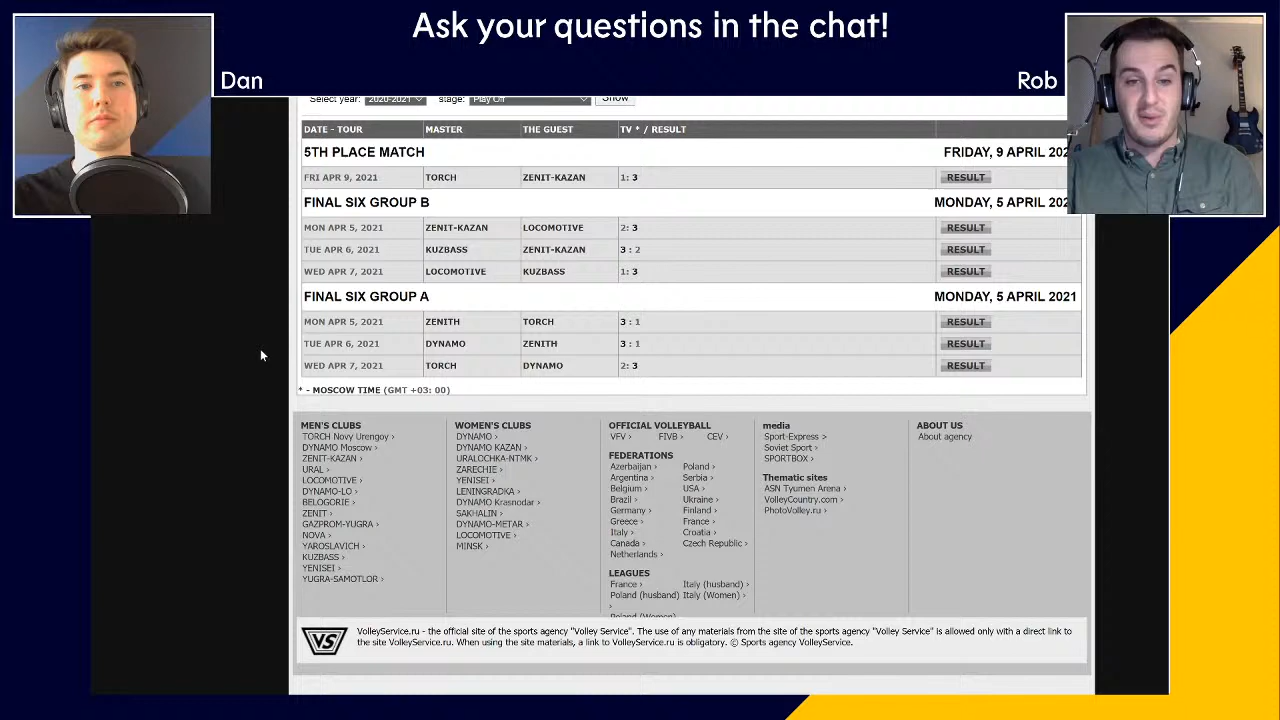 Ask your questions in the chat!
Dan
Rob
Select year: 2020-2021 stage: Play Off Show
DATE - TOUR MASTER THE GUEST TV * / RESULT
5TH PLACE MATCH FRIDAY, 9 APRIL 202
FRI APR 9, 2021 TORCH ZENIT-KAZAN 1: 3 RESULT
FINAL SIX GROUP B MONDAY, 5 APRIL 202
MON APR 5, 2021 ZENIT-KAZAN LOCOMOTIVE 2: 3 RESULT
TUE APR 6, 2021 KUZBASS ZENIT-KAZAN 3 : 2 RESULT
WED APR 7, 2021 LOCOMOTIVE KUZBASS 1: 3 RESULT
FINAL SIX GROUP A MONDAY, 5 APRIL 2021
MON APR 5, 2021 ZENITH TORCH 3 : 1 RESULT
TUE APR 6, 2021 DYNAMO ZENITH 3 : 1 RESULT
WED APR 7, 2021 TORCH DYNAMO 2: 3 RESULT
* - MOSCOW TIME (GMT +03: 00)
MEN'S CLUBS
TORCH Novy Urengoy ›
DYNAMO Moscow ›
ZENIT-KAZAN ›
URAL ›
LOCOMOTIVE ›
DYNAMO-LO ›
BELOGORIE ›
ZENIT ›
GAZPROM-YUGRA ›
NOVA ›
YAROSLAVICH ›
KUZBASS ›
YENISEI ›
YUGRA-SAMOTLOR ›
WOMEN'S CLUBS
DYNAMO ›
DYNAMO KAZAN ›
URALOCHKA-NTMK ›
ZARECHIE ›
YENISEI ›
LENINGRADKA ›
DYNAMO Krasnodar ›
SAKHALIN ›
DYNAMO-METAR ›
LOCOMOTIVE ›
MINSK ›
OFFICIAL VOLLEYBALL
VFV › FIVB › CEV ›
FEDERATIONS
Azerbaijan › Poland ›
Argentina › Serbia ›
Belgium › USA ›
Brazil › Ukraine ›
Germany › Finland ›
Greece › France ›
Italy › Croatia ›
Canada › Czech Republic ›
Netherlands ›
LEAGUES
France › Italy (husband) ›
Poland (husband) Italy (Women) ›
›
Poland (Women)
media
Sport-Express >
Soviet Sport ›
SPORTBOX ›
Thematic sites
ASN Tyumen Arena ›
VolleyCountry.com ›
PhotoVolley.ru ›
ABOUT US
About agency
VS
VolleyService.ru - the official site of the sports agency "Volley Service". The use of any materials from the site of the sports agency "Volley Service" is allowed only with a direct link to
the site VolleyService.ru. When using the site materials, a link to VolleyService.ru is obligatory. © Sports agency VolleyService.